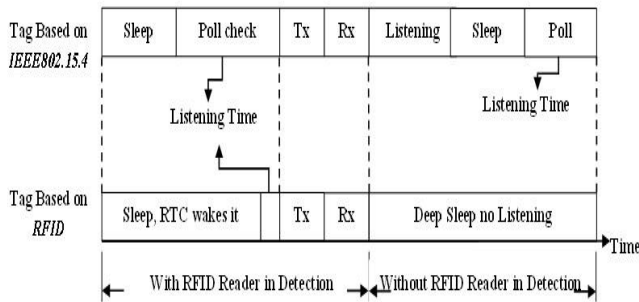 Tag Based on
IEEE802.15.4
Sleep
Poll check
Tx
Rx
Listening
Sleep
Poll
Listening Time
Listening Time
Tag Based on
RFID
Sleep, RTC wakes it
Tx
Rx
Deep Sleep no Listening
Time
With RFID Reader in Detection
Without RFID Reader in Detection